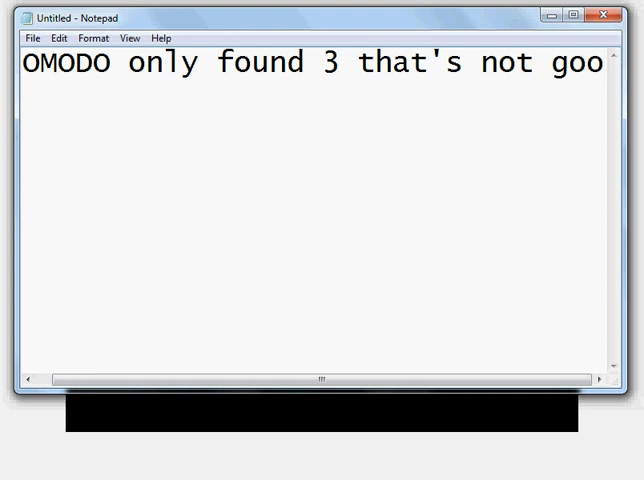 Untitled - Notepad
File Edit Format View Help
OMODO only found 3 that's not goo